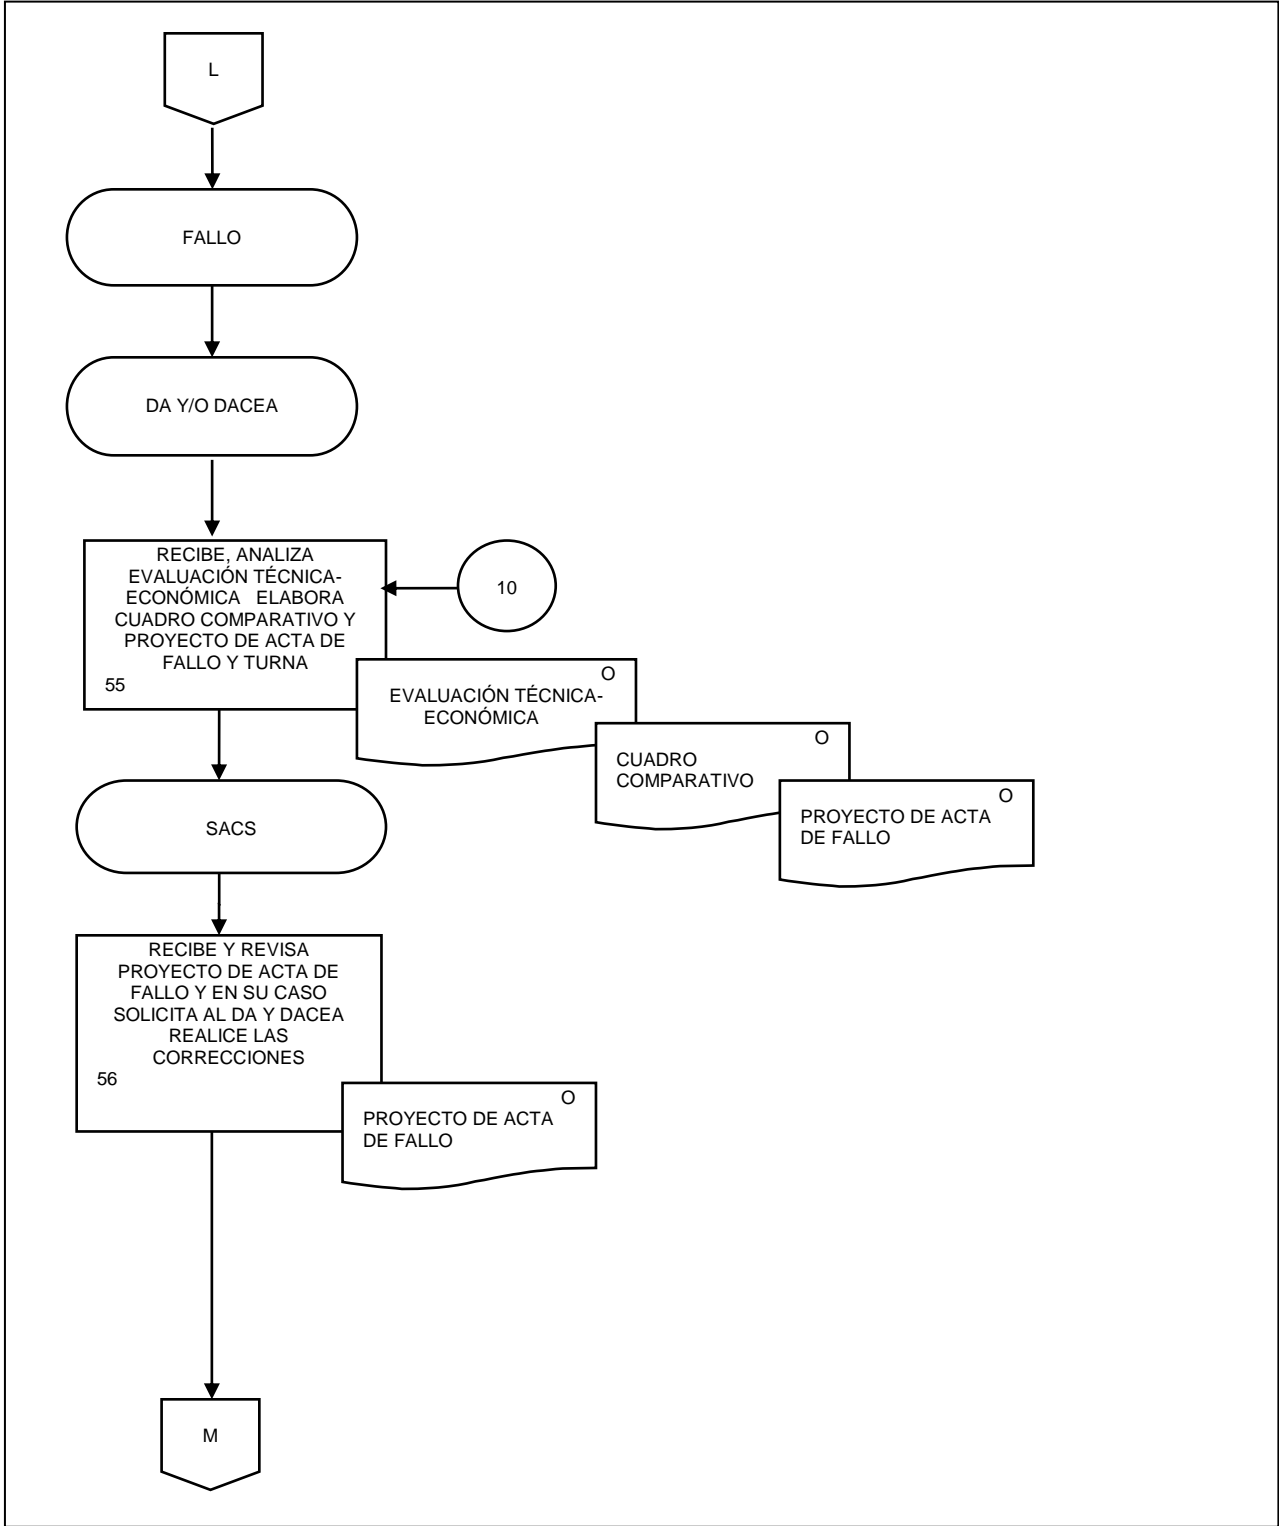 L
FALLO
DA Y/O DACEA
RECIBE, ANALIZA
EVALUACIÓN TÉCNICA-
ECONÓMICA   ELABORA
CUADRO COMPARATIVO Y
PROYECTO DE ACTA DE
FALLO Y TURNA
55
10
O
EVALUACIÓN TÉCNICA-
ECONÓMICA
O
CUADRO
COMPARATIVO
O
PROYECTO DE ACTA
DE FALLO
SACS
RECIBE Y REVISA
PROYECTO DE ACTA DE
FALLO Y EN SU CASO
SOLICITA AL DA Y DACEA
REALICE LAS
CORRECCIONES
56
O
PROYECTO DE ACTA
DE FALLO
M